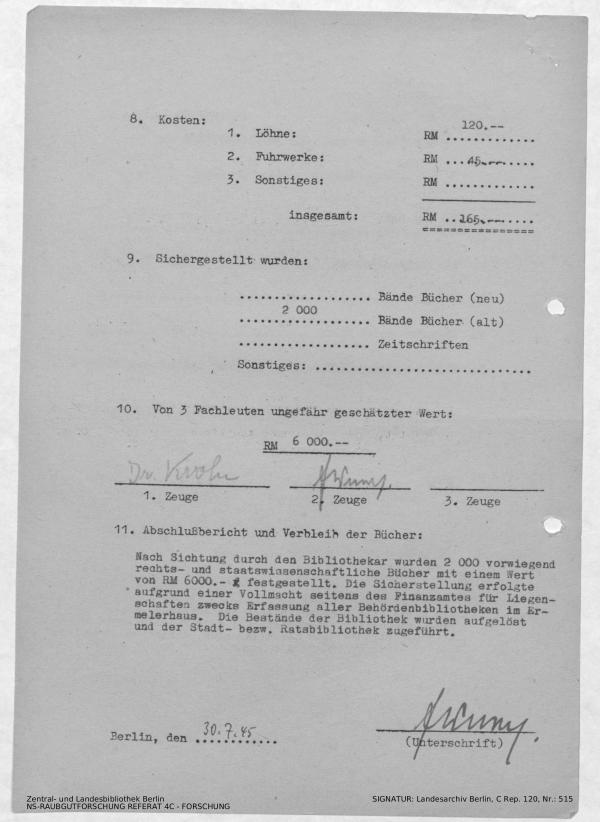 8. Kosten:
1. Löhne: RM 120.--
2. Fuhrwerke: RM ...45.--....
3. Sonstiges: RM .............
insgesamt: RM ..165.--.....
9. Sichergestellt wurden:
................... Bände Bücher (neu)
2 000
................... Bände Bücher (alt)
................... Zeitschriften
Sonstiges: ...............................
10. Von 3 Fachleuten ungefähr geschätzter Wert:
RM 6 000.--
Dr. Krohn
1. Zeuge 2. Zeuge 3. Zeuge
11. Abschlußbericht und Verbleib der Bücher:
Nach Sichtung durch den Bibliothekar wurden 2 000 vorwiegend
rechts- und staatswissenschaftliche Bücher mit einem Wert
von RM 6000.- festgestellt. Die Sicherstellung erfolgte
aufgrund einer Vollmacht seitens des Finanzamtes für Liegen-
schaften zwecks Erfassung aller Behördenbibliotheken im Er-
melerhaus. Die Bestände der Bibliothek wurden aufgelöst
und der Stadt- bezw. Ratsbibliothek zugeführt.
Berlin, den 30.7.45
(Unterschrift)
Zentral- und Landesbibliothek Berlin
NS-RAUBGUTFORSCHUNG REFERAT 4C - FORSCHUNG
SIGNATUR: Landesarchiv Berlin, C Rep. 120, Nr.: 515